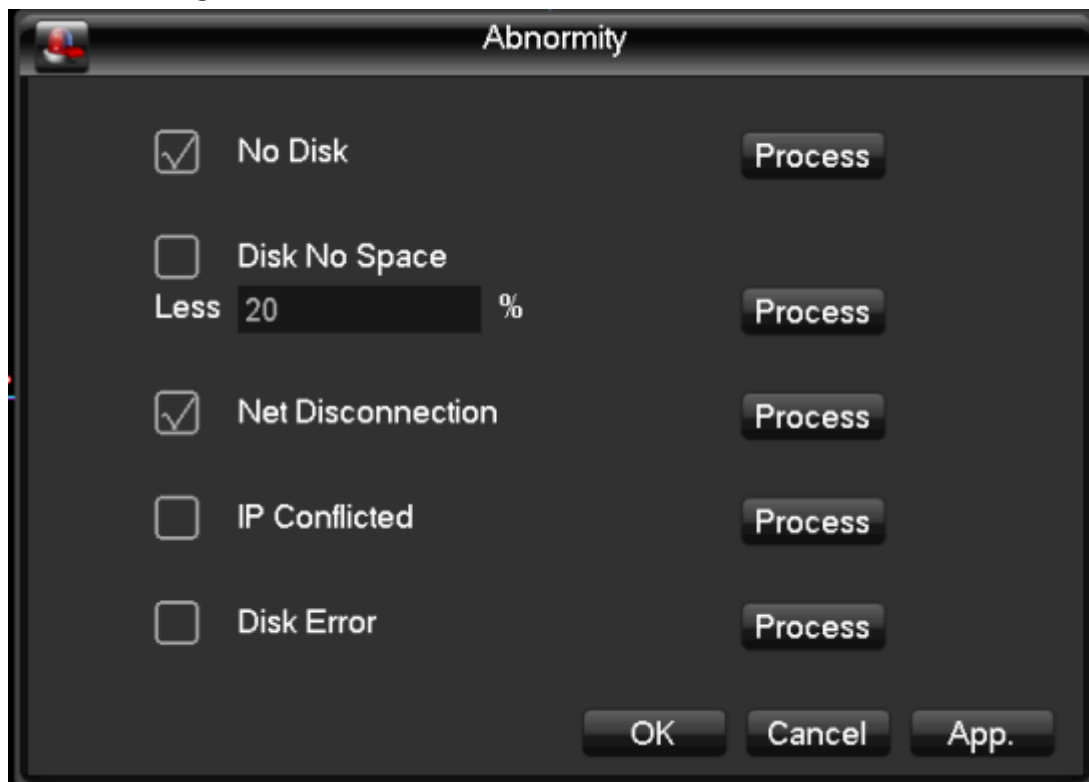 Abnormity
No Disk Process
Disk No Space
Less 20 % Process
Net Disconnection Process
IP Conflicted Process
Disk Error Process
OK Cancel App.